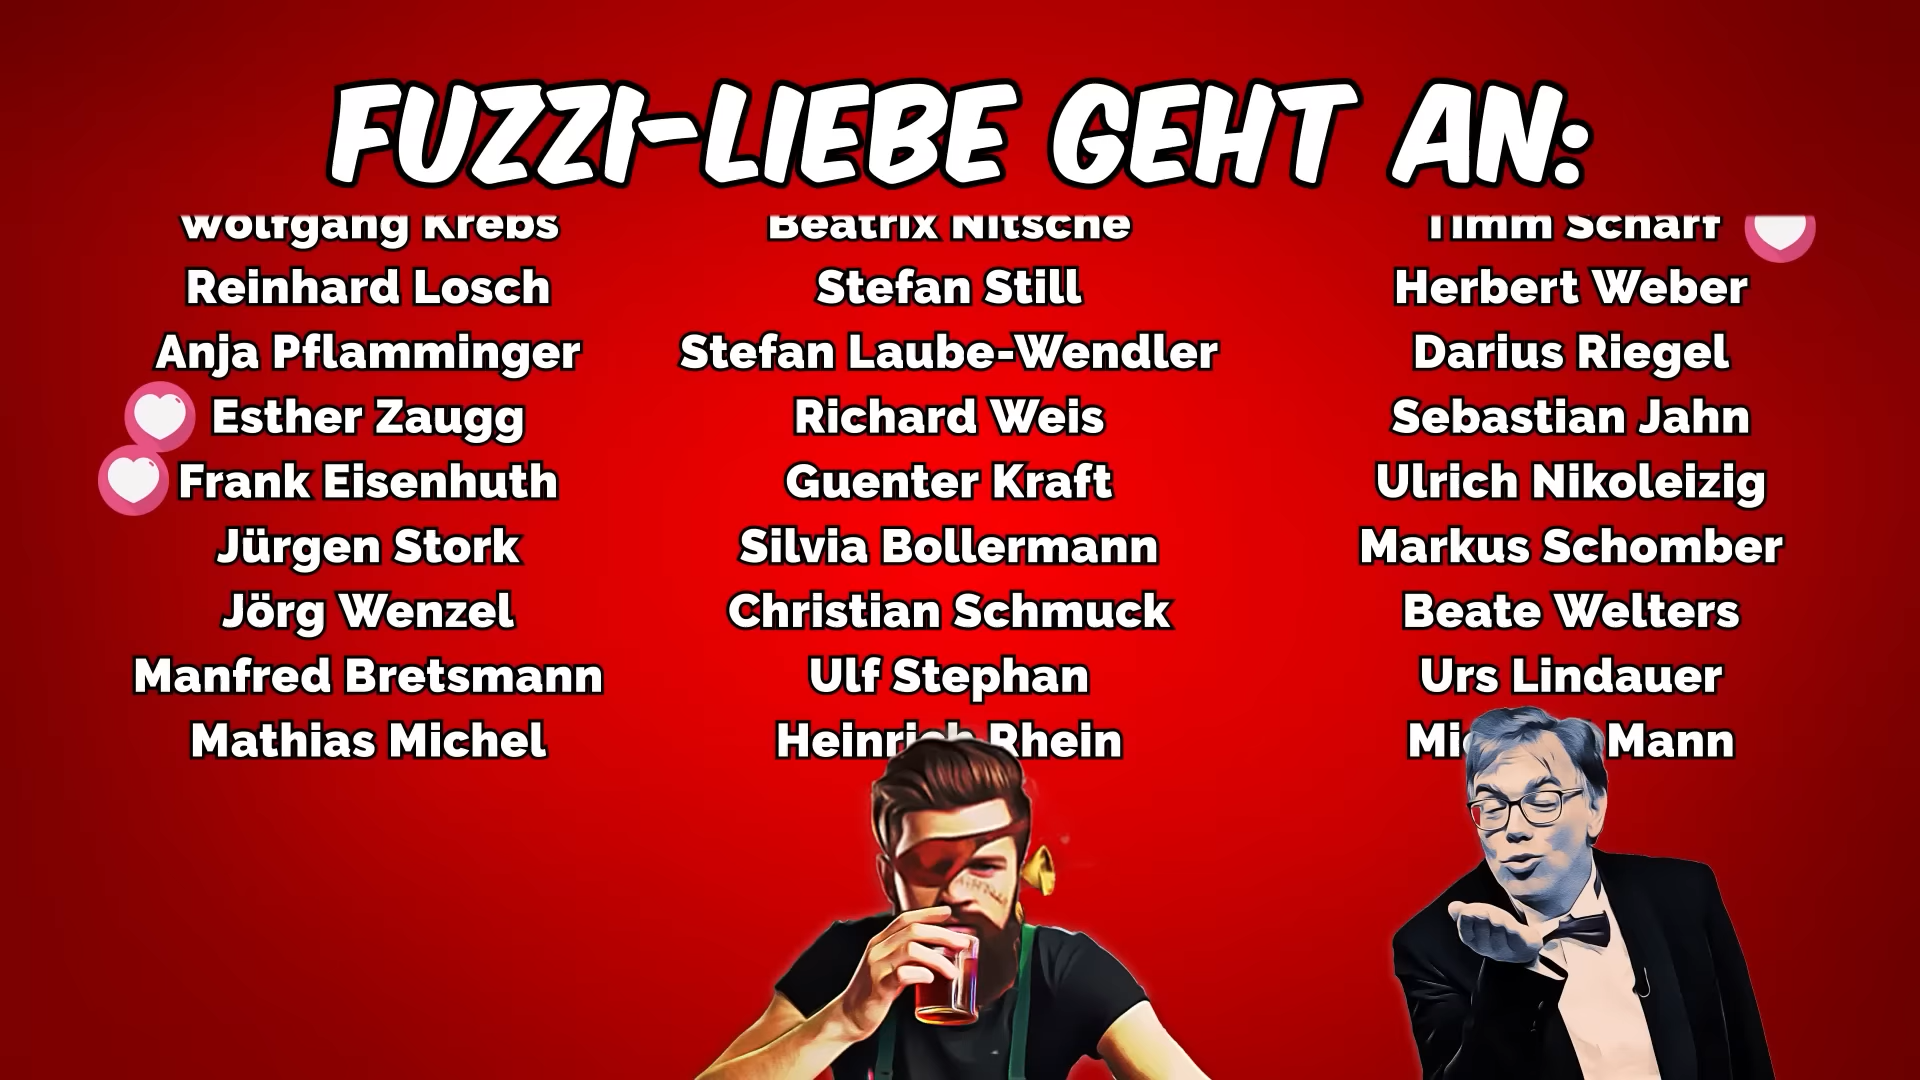 FUZZI-LIEBE GEHT AN:
Wolfgang Krebs
Reinhard Losch
Anja Pflamminger
Esther Zaugg
Frank Eisenhuth
Jürgen Stork
Jörg Wenzel
Manfred Bretsmann
Mathias Michel
Beatrix Nitsche
Stefan Still
Stefan Laube-Wendler
Richard Weis
Guenter Kraft
Silvia Bollermann
Christian Schmuck
Ulf Stephan
Heinrich Rhein
Timm Scharf
Herbert Weber
Darius Riegel
Sebastian Jahn
Ulrich Nikoleizig
Markus Schomber
Beate Welters
Urs Lindauer
Mann